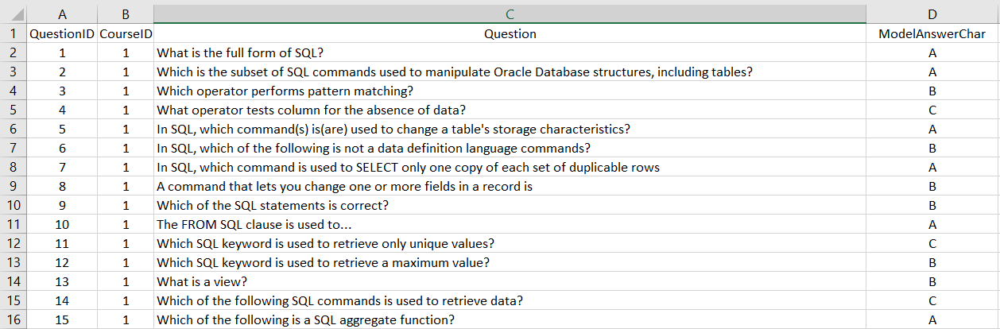 A B C D
1 QuestionID CourseID Question ModelAnswerChar
2 1 1 What is the full form of SQL? A
3 2 1 Which is the subset of SQL commands used to manipulate Oracle Database structures, including tables? A
4 3 1 Which operator performs pattern matching? B
5 4 1 What operator tests column for the absence of data? C
6 5 1 In SQL, which command(s) is(are) used to change a table's storage characteristics? A
7 6 1 In SQL, which of the following is not a data definition language commands? B
8 7 1 In SQL, which command is used to SELECT only one copy of each set of duplicable rows A
9 8 1 A command that lets you change one or more fields in a record is B
10 9 1 Which of the SQL statements is correct? B
11 10 1 The FROM SQL clause is used to... A
12 11 1 Which SQL keyword is used to retrieve only unique values? C
13 12 1 Which SQL keyword is used to retrieve a maximum value? B
14 13 1 What is a view? B
15 14 1 Which of the following SQL commands is used to retrieve data? C
16 15 1 Which of the following is a SQL aggregate function? A